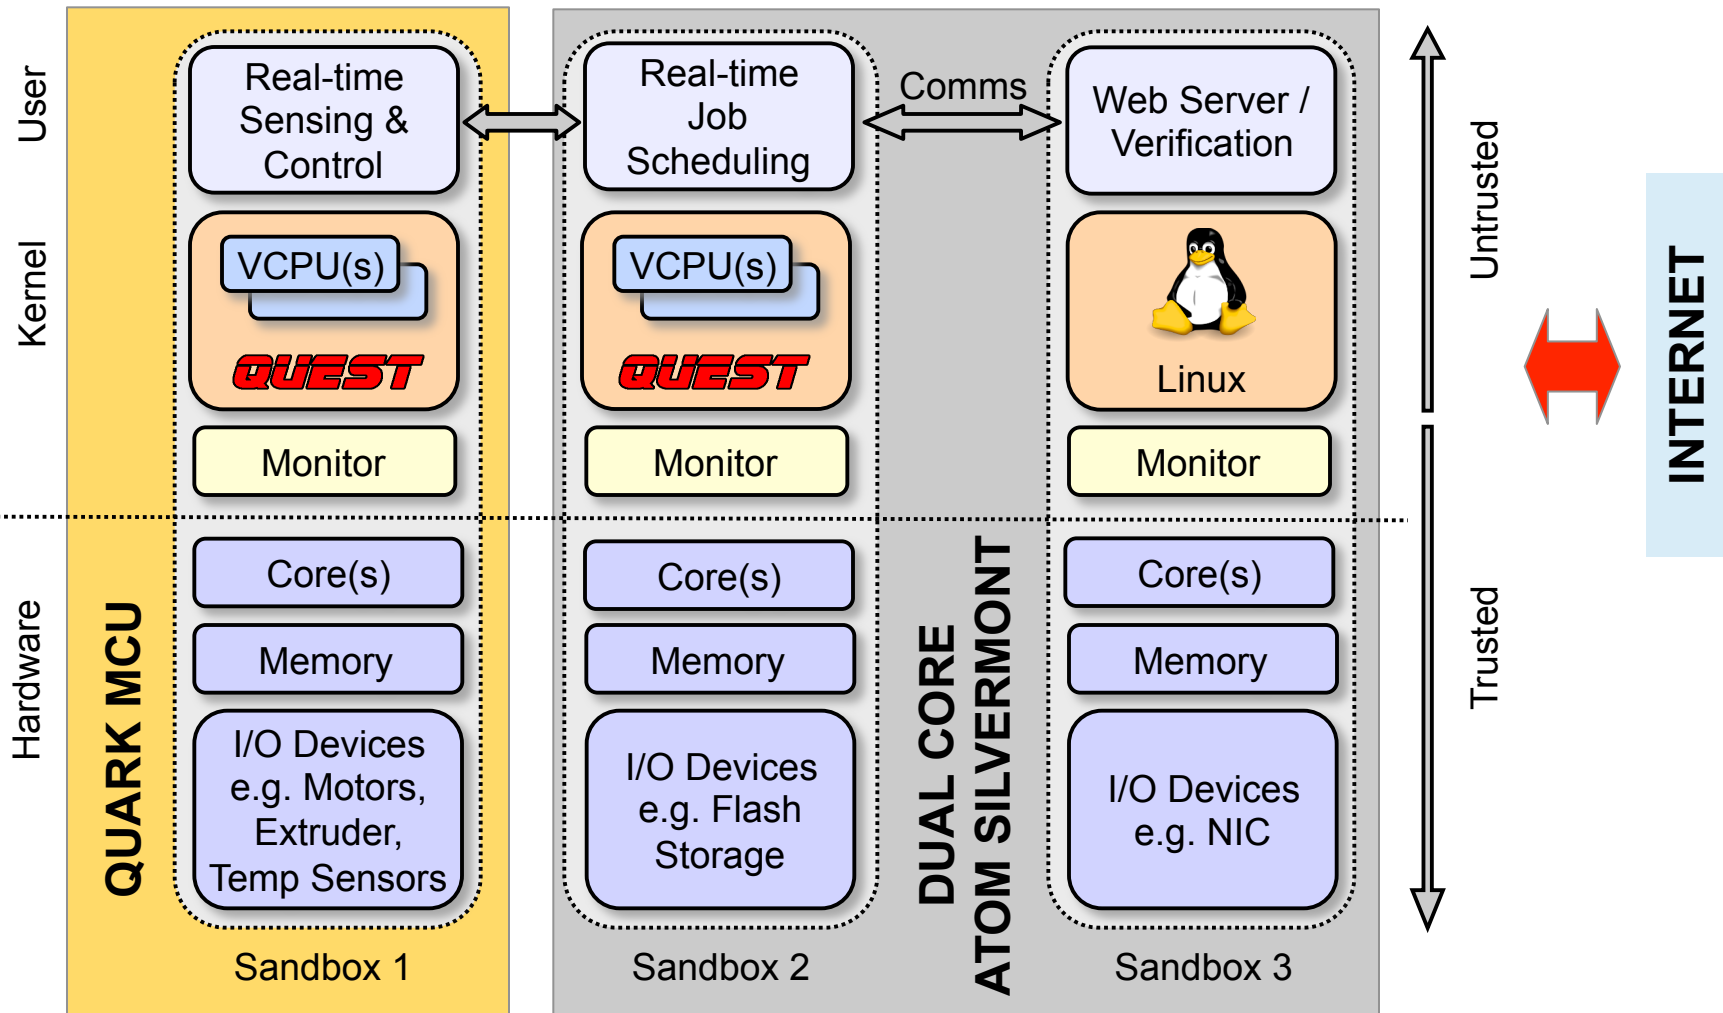 User
Kernel
Hardware
QUARK MCU
Real-time
Sensing &
Control
VCPU(s)
QUEST
Monitor
Core(s)
Memory
I/O Devices
e.g. Motors,
Extruder,
Temp Sensors
Sandbox 1
Real-time
Job
Scheduling
VCPU(s)
QUEST
Monitor
Core(s)
Memory
I/O Devices
e.g. Flash
Storage
Sandbox 2
Comms
DUAL CORE
ATOM SILVERMONT
Web Server /
Verification
Linux
Monitor
Core(s)
Memory
I/O Devices
e.g. NIC
Sandbox 3
Untrusted
Trusted
INTERNET